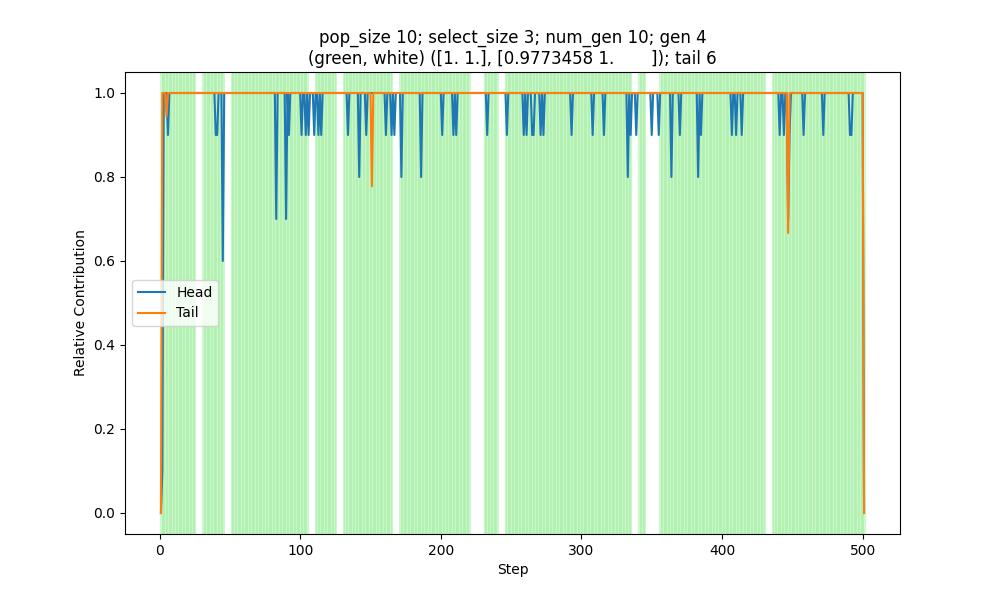 pop_size 10; select_size 3; num_gen 10; gen 4
(green, white) ([1. 1.], [0.9773458 1.        ]); tail 6
1.0
0.8
0.6
0.4
0.2
0.0
Relative Contribution
Head
Tail
0 100 200 300 400 500
Step